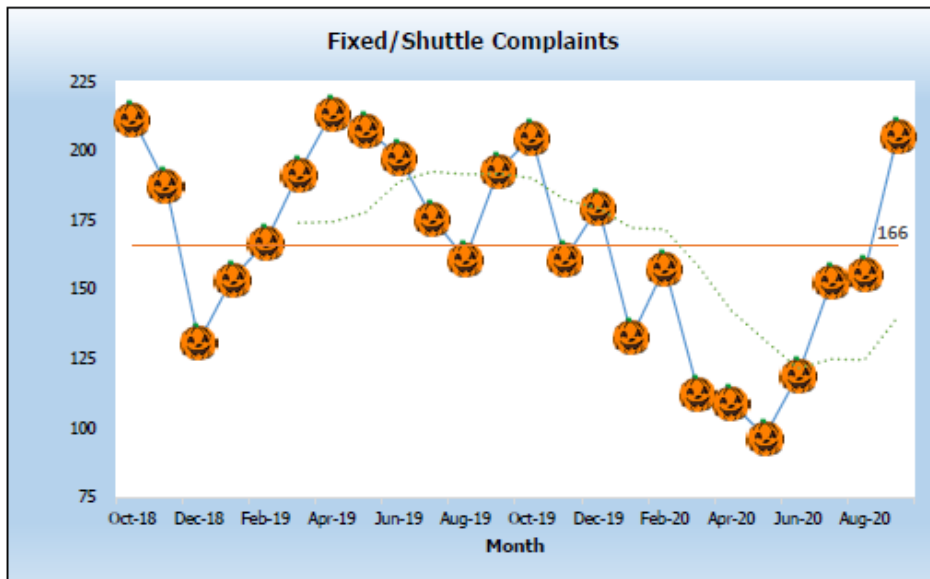 Fixed/Shuttle Complaints
225
200
175
150
125
100
75
166
Oct-18 Dec-18 Feb-19 Apr-19 Jun-19 Aug-19 Oct-19 Dec-19 Feb-20 Apr-20 Jun-20 Aug-20
Month